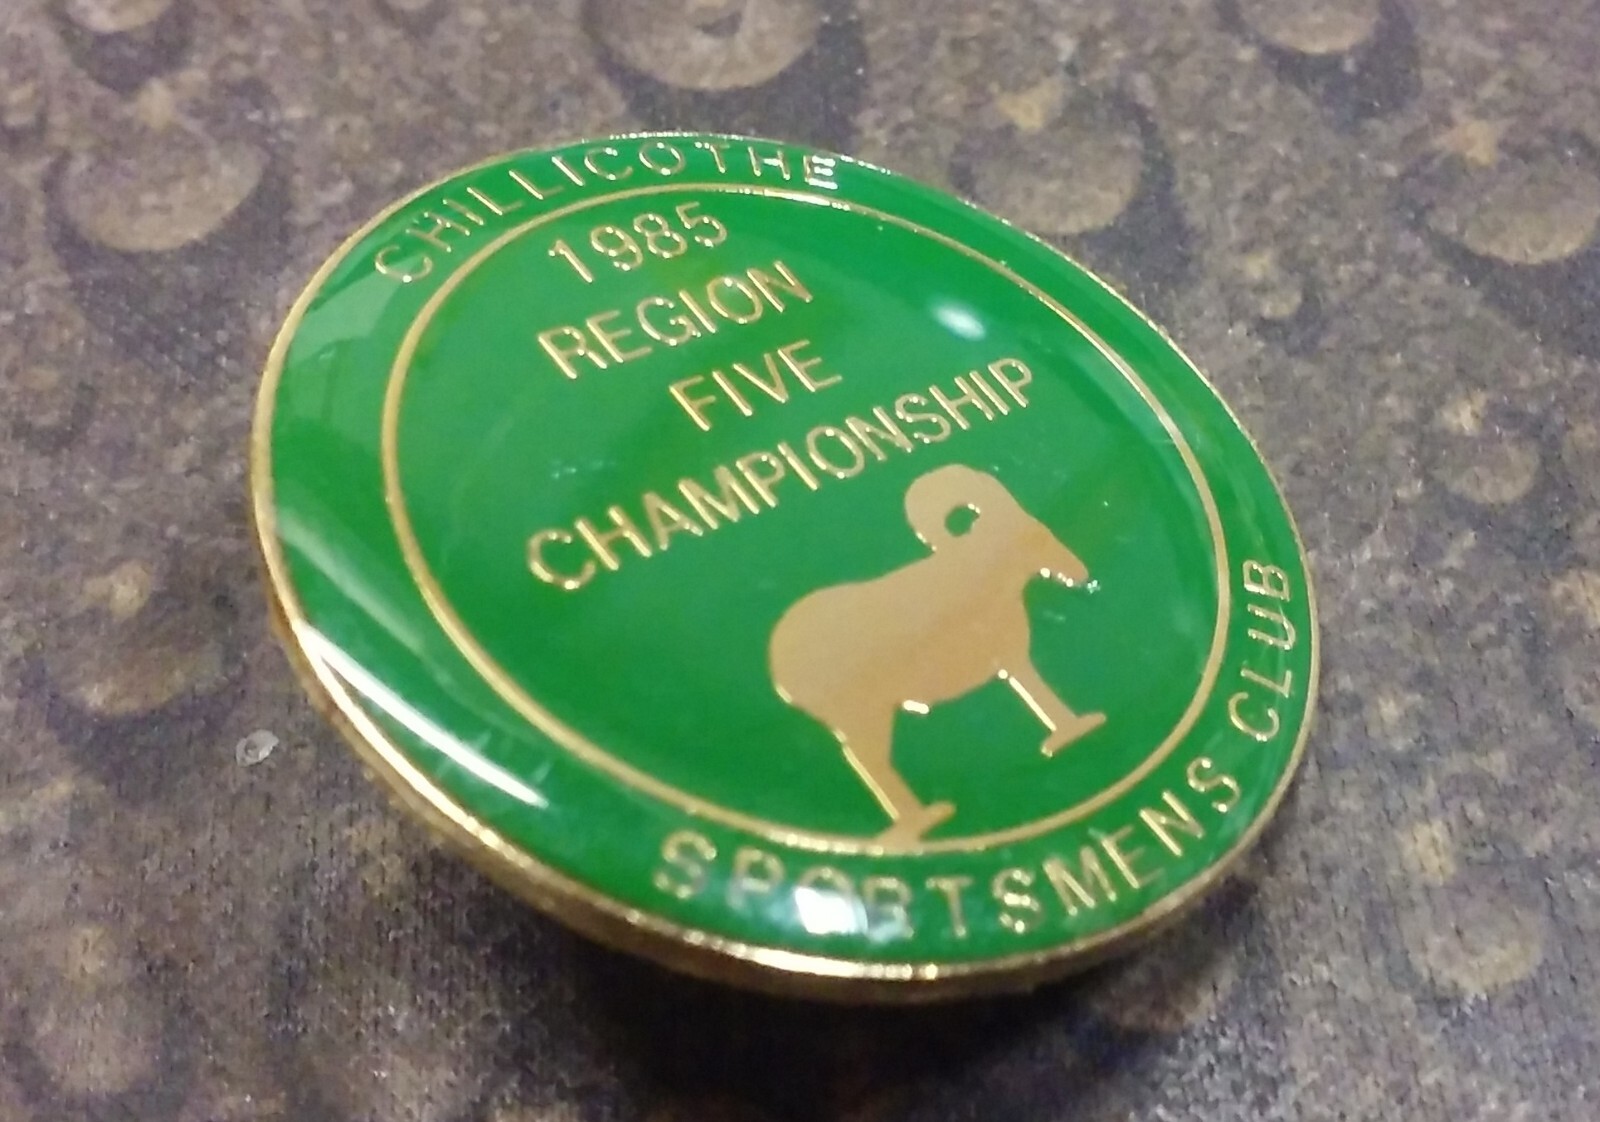 CHILLICOTHE
1985
REGION
FIVE
CHAMPIONSHIP
SPORTSMENS CLUB